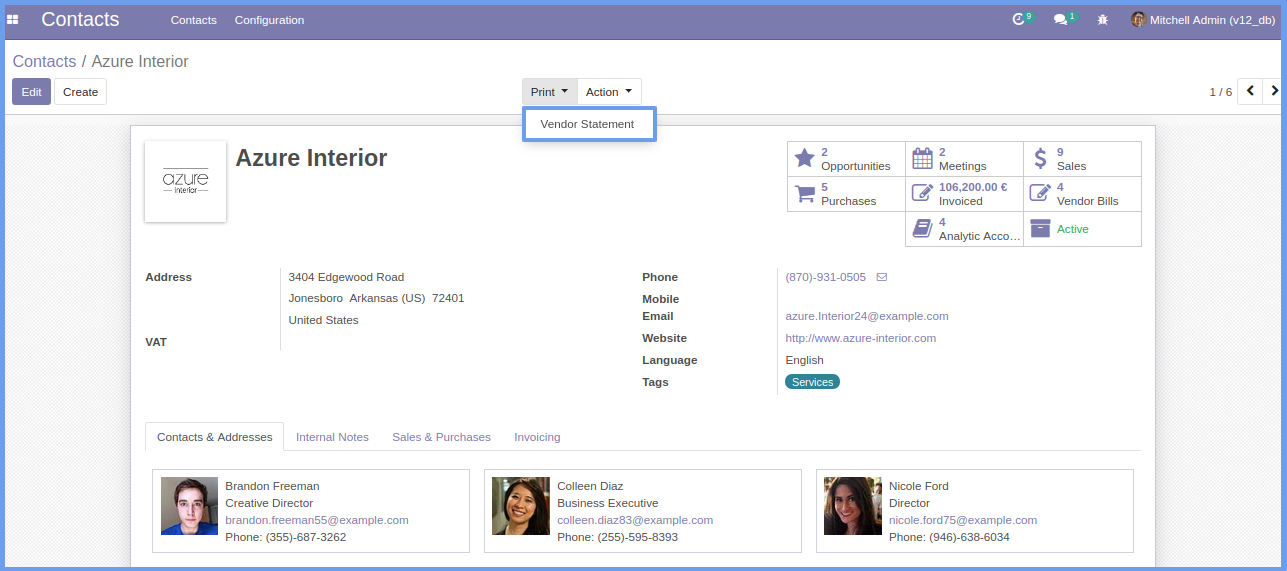 Contacts Contacts Configuration 9 1 Mitchell Admin (v12_db)
Contacts / Azure Interior
Edit Create Print Action 1 / 6
Vendor Statement
azure
interior
Azure Interior
2 Opportunities
2 Meetings
9 Sales
5 Purchases
106,200.00 € Invoiced
4 Vendor Bills
4 Analytic Acco...
Active
Address 3404 Edgewood Road
Jonesboro Arkansas (US) 72401
United States
VAT
Phone (870)-931-0505
Mobile
Email azure.Interior24@example.com
Website http://www.azure-interior.com
Language English
Tags Services
Contacts & Addresses Internal Notes Sales & Purchases Invoicing
Brandon Freeman
Creative Director
brandon.freeman55@example.com
Phone: (355)-687-3262
Colleen Diaz
Business Executive
colleen.diaz83@example.com
Phone: (255)-595-8393
Nicole Ford
Director
nicole.ford75@example.com
Phone: (946)-638-6034